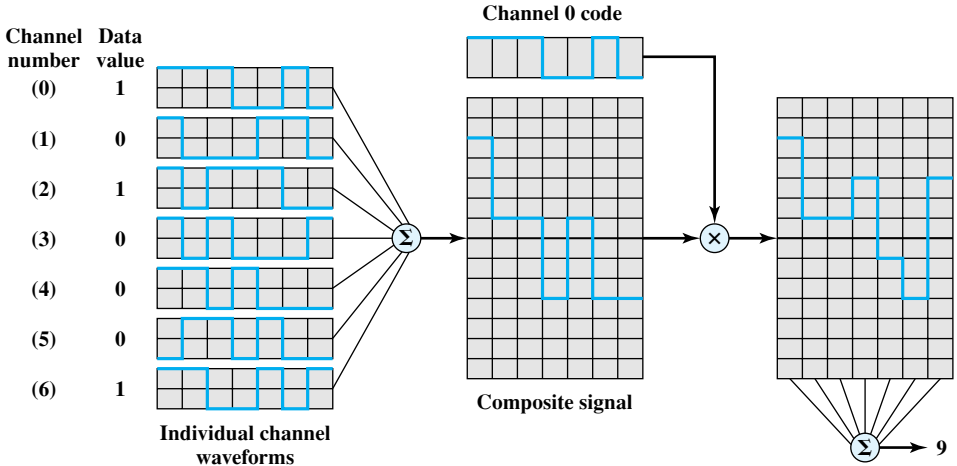 Channel 0 code
Channel number
Data value
(0) 1
(1) 0
(2) 1
(3) 0
(4) 0
(5) 0
(6) 1
Σ
×
Composite signal
Individual channel
waveforms
Σ
9